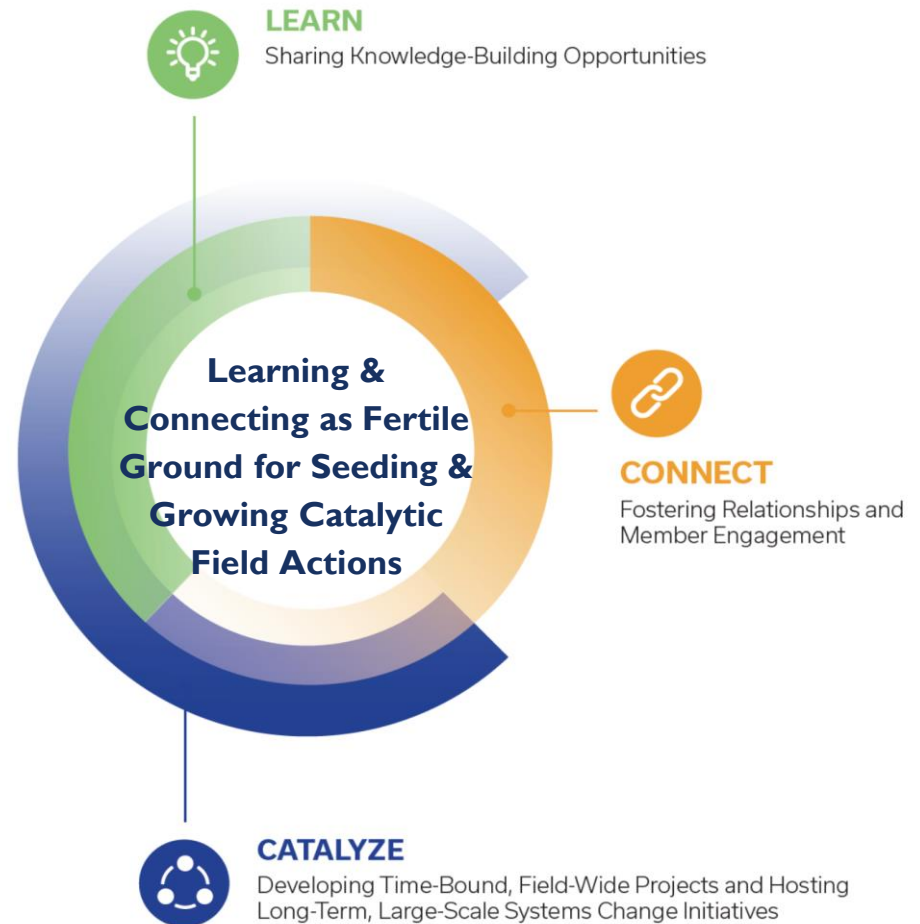 LEARN
Sharing Knowledge-Building Opportunities
Learning &
Connecting as Fertile
Ground for Seeding &
Growing Catalytic
Field Actions
CONNECT
Fostering Relationships and
Member Engagement
CATALYZE
Developing Time-Bound, Field-Wide Projects and Hosting
Long-Term, Large-Scale Systems Change Initiatives